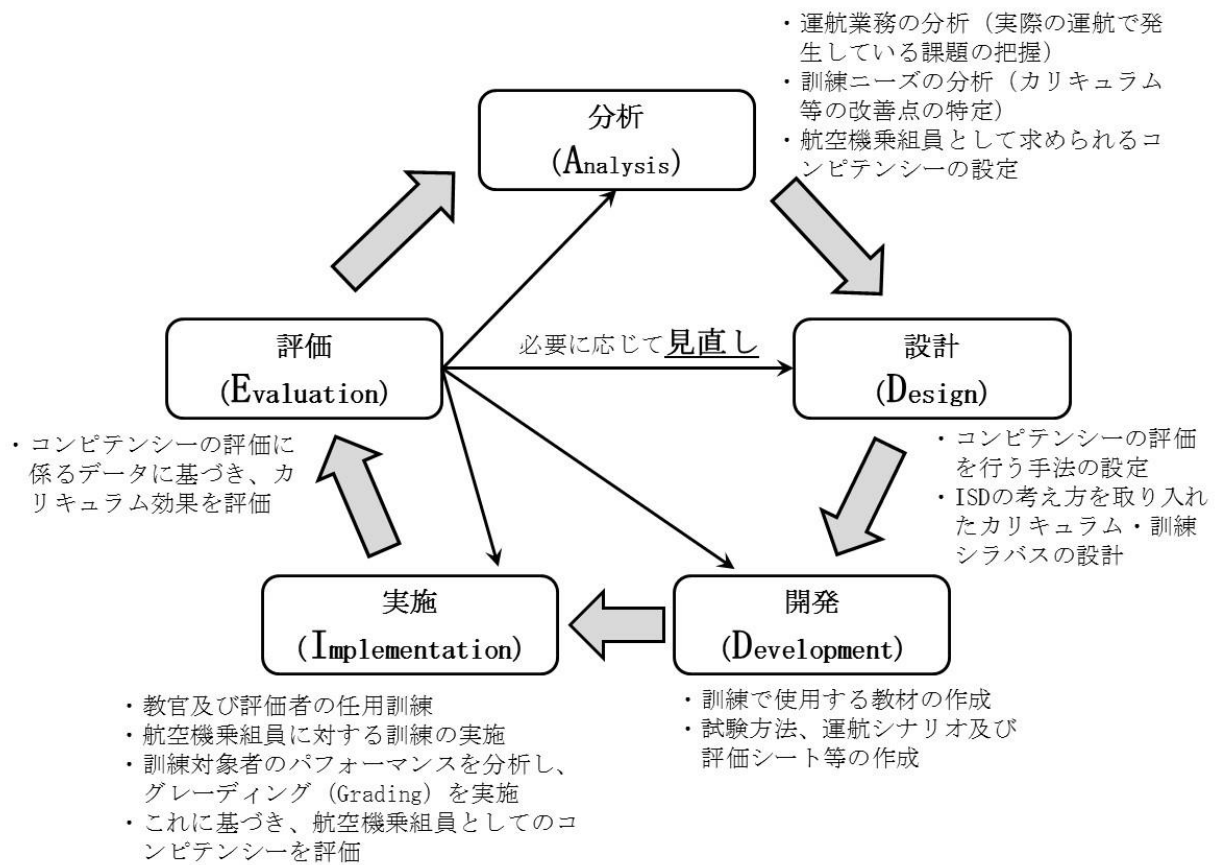 分析
(Analysis)
・運航業務の分析（実際の運航で発
生している課題の把握）
・訓練ニーズの分析（カリキュラム
等の改善点の特定）
・航空機乗組員として求められるコ
ンピテンシーの設定
評価
(Evaluation)
・コンピテンシーの評価に
係るデータに基づき、カ
リキュラム効果を評価
必要に応じて見直し
設計
(Design)
・コンピテンシーの評価
を行う手法の設定
・ISDの考え方を取り入れ
たカリキュラム・訓練
シラバスの設計
実施
(Implementation)
・教官及び評価者の任用訓練
・航空機乗組員に対する訓練の実施
・訓練対象者のパフォーマンスを分析し、
グレーディング（Grading）を実施
・これに基づき、航空機乗組員としてのコ
ンピテンシーを評価
開発
(Development)
・訓練で使用する教材の作成
・試験方法、運航シナリオ及び
評価シート等の作成